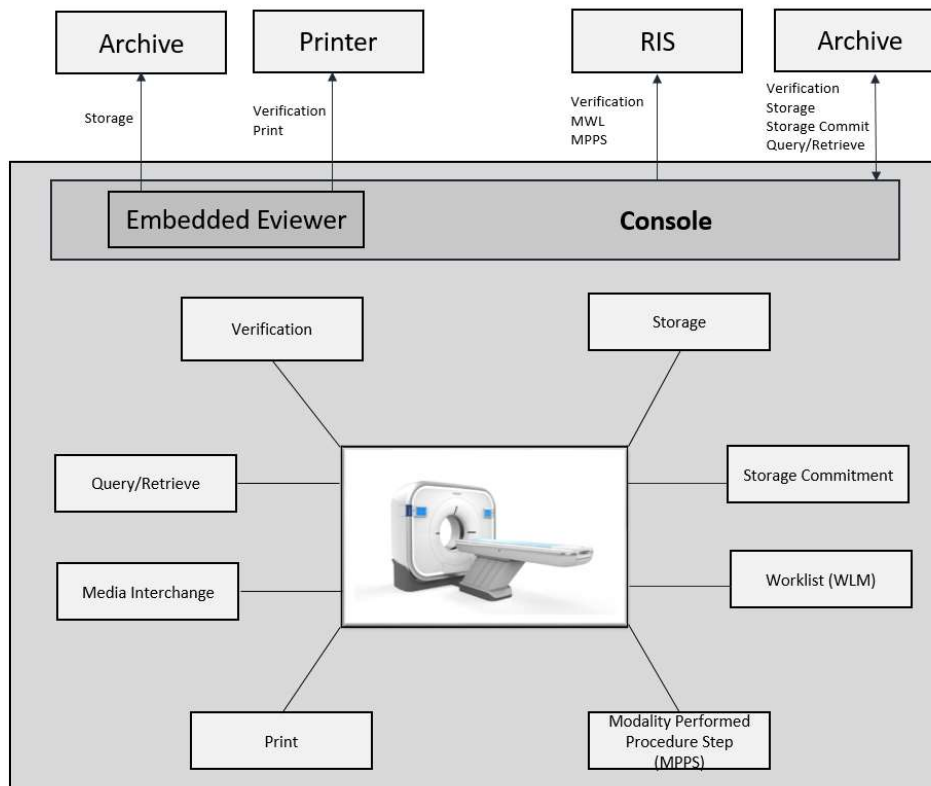 Archive
Printer
RIS
Archive
Storage
Verification
Print
Verification
MWL
MPPS
Verification
Storage
Storage Commit
Query/Retrieve
Embedded Eviewer
Console
Verification
Storage
Query/Retrieve
Storage Commitment
Media Interchange
Worklist (WLM)
Print
Modality Performed
Procedure Step
(MPPS)